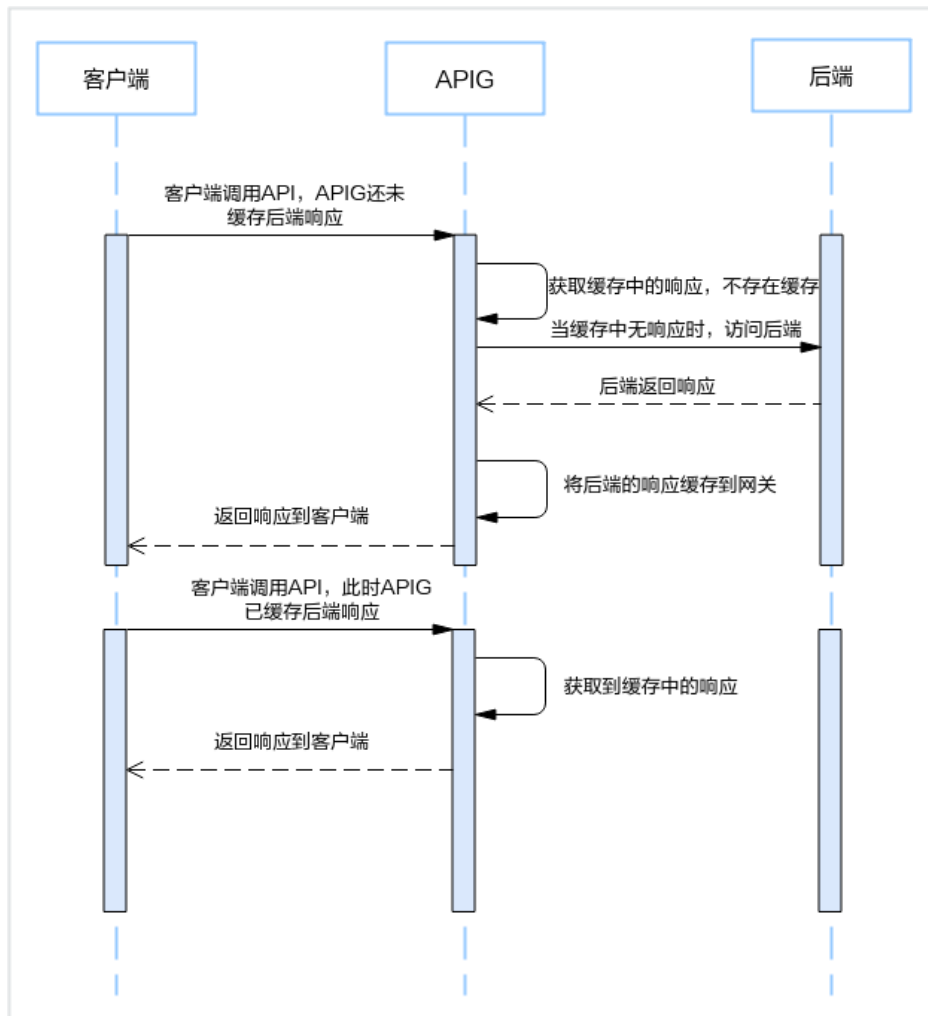 客户端
APIG
后端
客户端调用API，APIG还未
缓存后端响应
获取缓存中的响应，不存在缓存
当缓存中无响应时，访问后端
后端返回响应
将后端的响应缓存到网关
返回响应到客户端
客户端调用API，此时APIG
已缓存后端响应
获取到缓存中的响应
返回响应到客户端